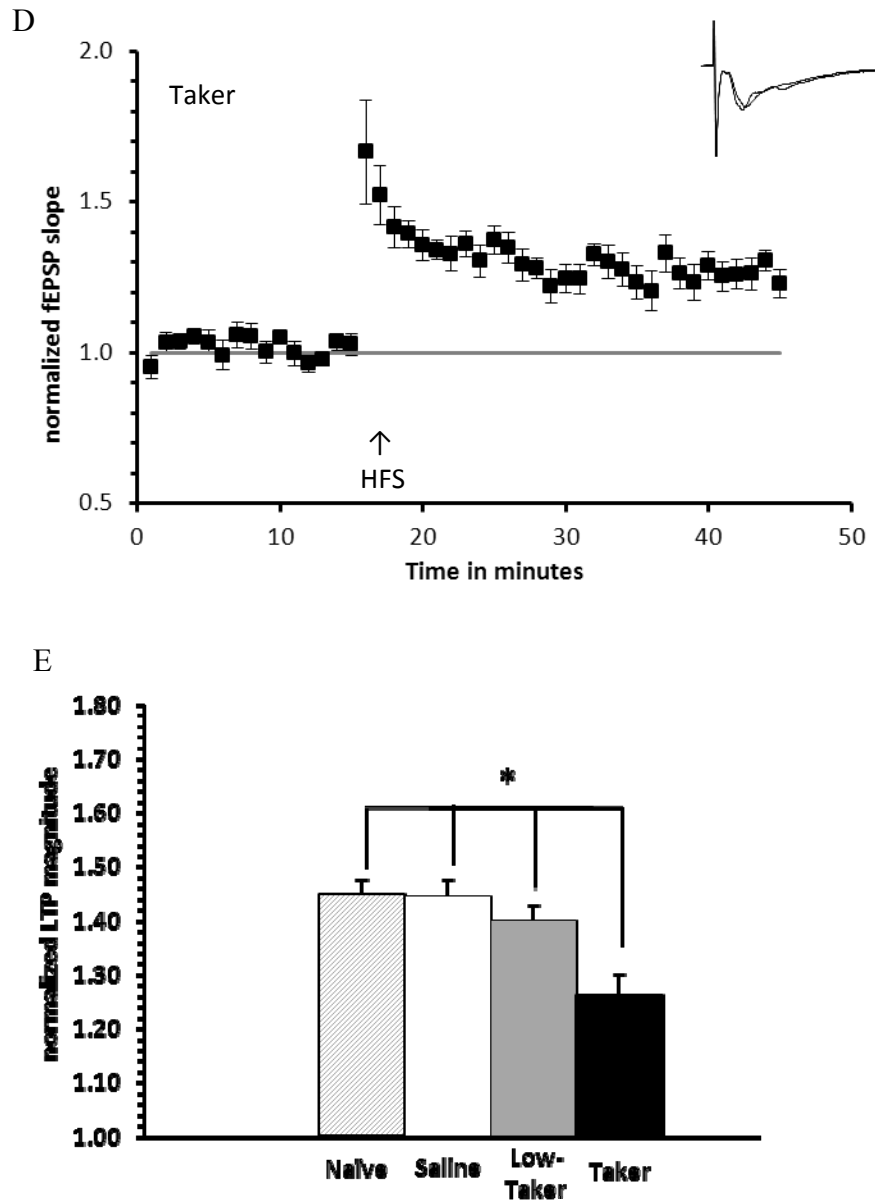 D
2.0
Taker
1.5
1.0
0.5
normalized fEPSP slope
↑
HFS
0 10 20 30 40 50
Time in minutes
E
1.80
1.70
1.60
1.50
1.40
1.30
1.20
1.10
1.00
normalized LTP magnitude
*
Naïve Saline Low-Taker Taker